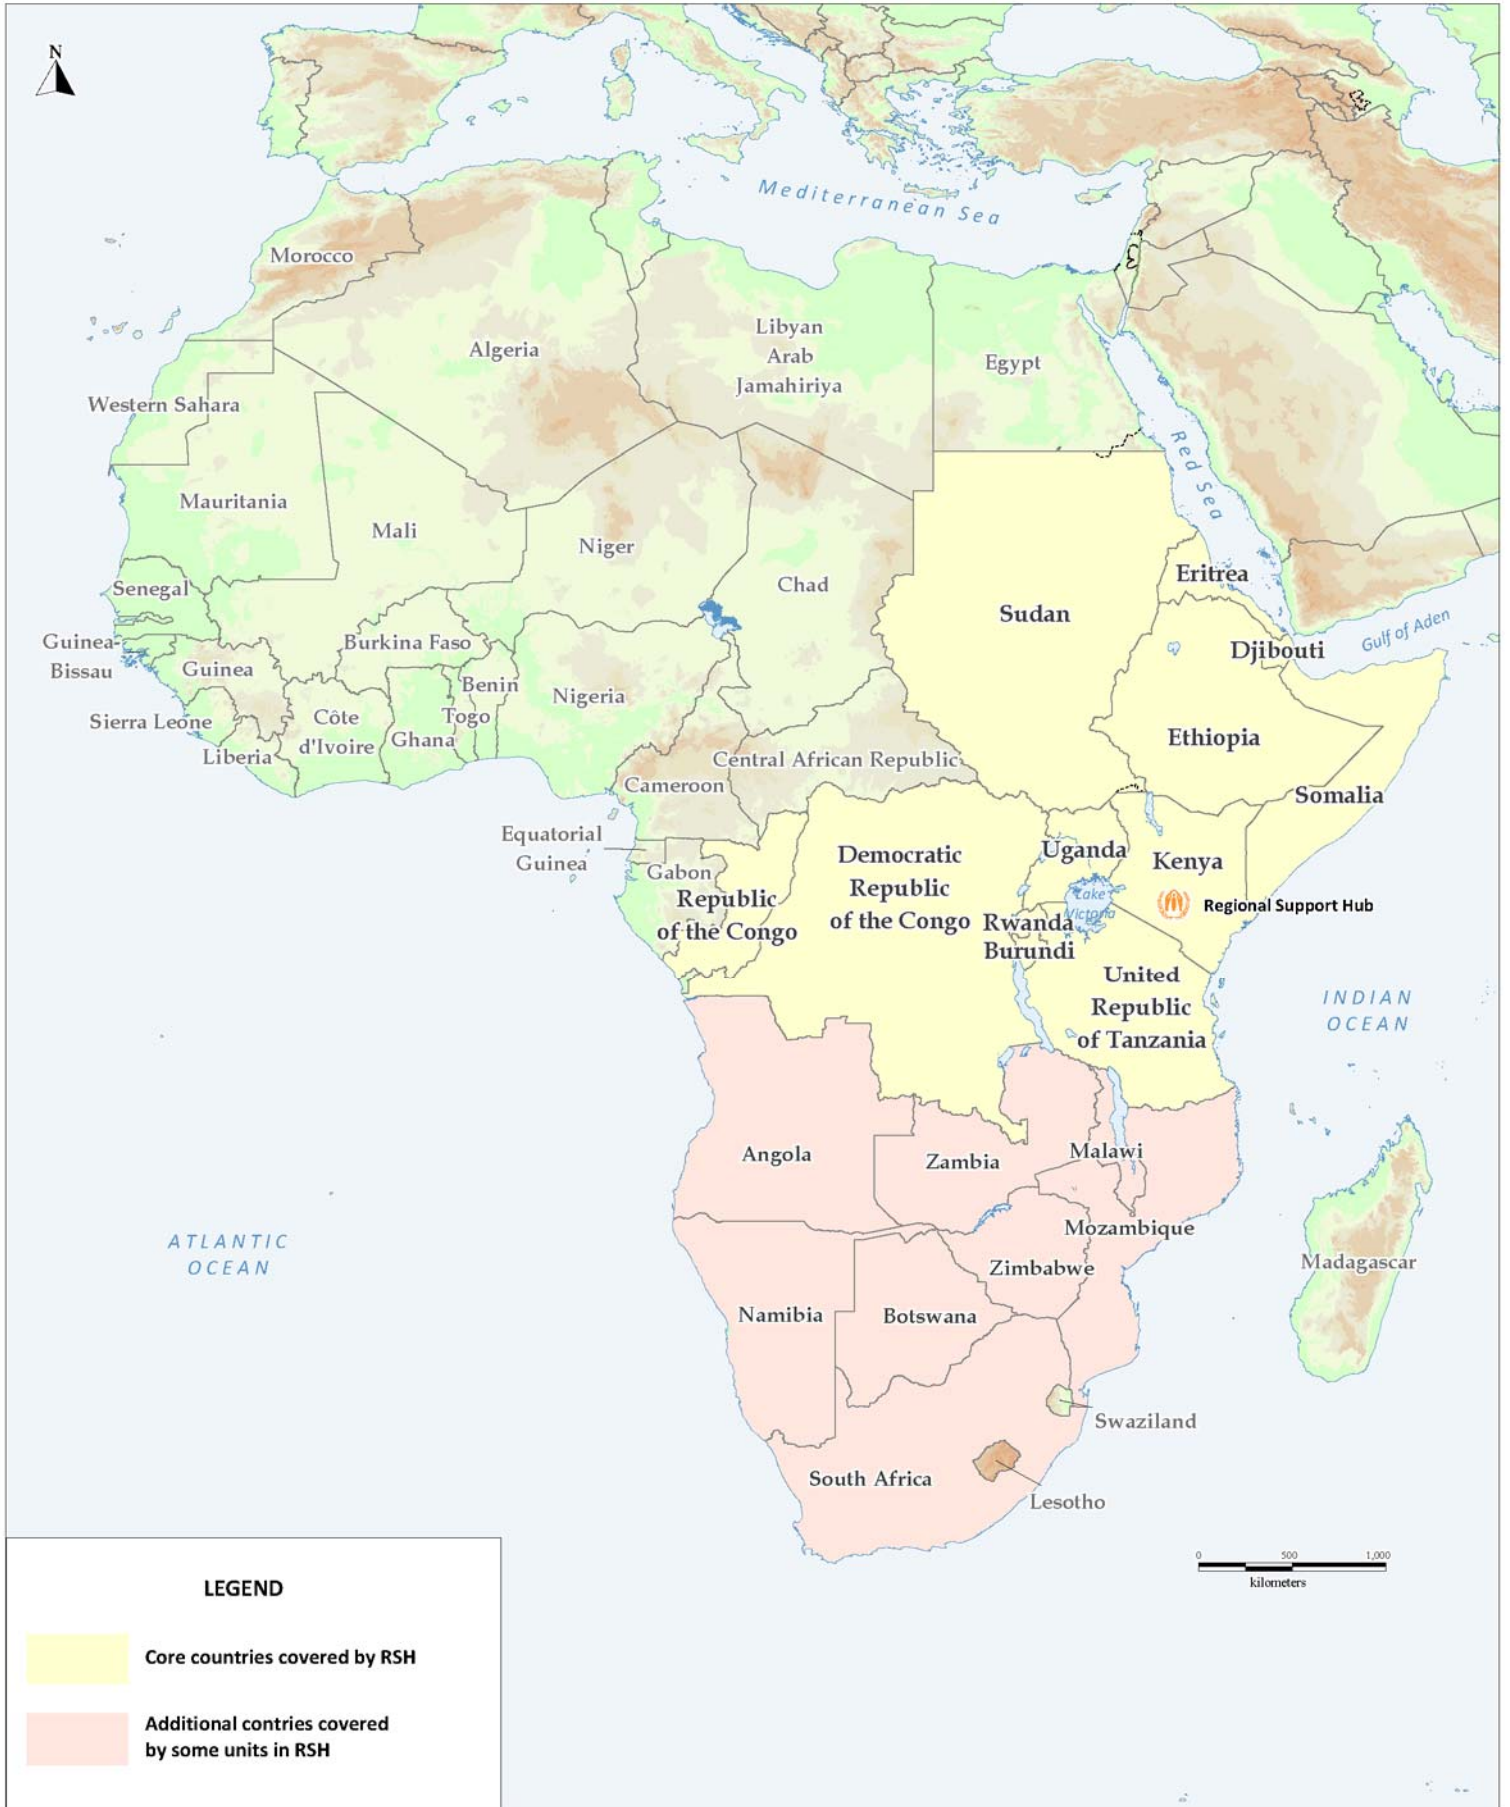 N
Mediterranean Sea
Morocco
Algeria
Libyan
Arab
Jamahiriya
Egypt
Western Sahara
Red Sea
Mauritania
Mali
Niger
Chad
Senegal
Eritrea
Sudan
Guinea-
Bissau
Burkina Faso
Djibouti
Gulf of Aden
Guinea
Benin
Nigeria
Sierra Leone
Côte
d'Ivoire
Togo
Ghana
Liberia
Ethiopia
Central African Republic
Cameroon
Somalia
Equatorial
Guinea
Gabon
Democratic
Republic
of the Congo
Uganda
Kenya
Republic
of the Congo
Lake
Victoria
Regional Support Hub
Rwanda
Burundi
United
Republic
of Tanzania
INDIAN
OCEAN
Angola
Zambia
Malawi
Mozambique
ATLANTIC
OCEAN
Zimbabwe
Madagascar
Namibia
Botswana
Swaziland
South Africa
Lesotho
0 500 1,000
kilometers
LEGEND
Core countries covered by RSH
Additional contries covered
by some units in RSH